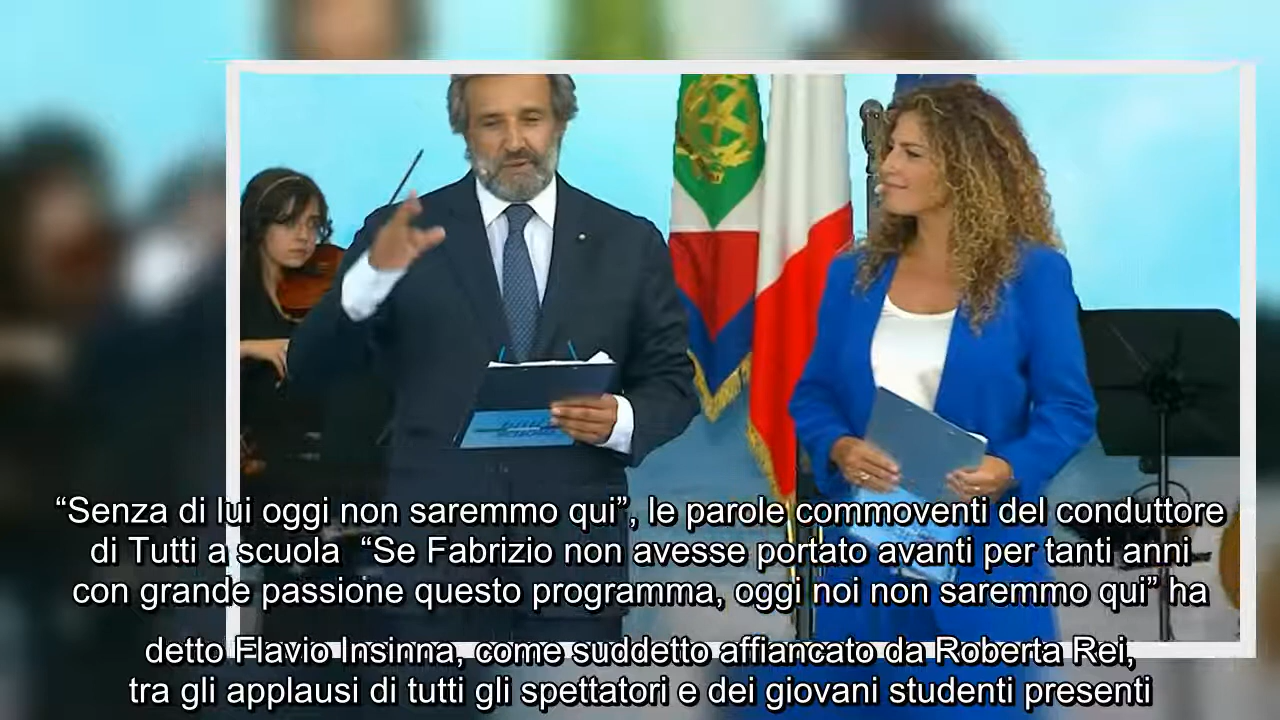 “Senza di lui oggi non saremmo qui”, le parole commoventi del conduttore
di Tutti a scuola “Se Fabrizio non avesse portato avanti per tanti anni
con grande passione questo programma, oggi noi non saremmo qui” ha
detto Flavio Insinna, come suddetto affiancato da Roberta Rei,
tra gli applausi di tutti gli spettatori e dei giovani studenti presenti